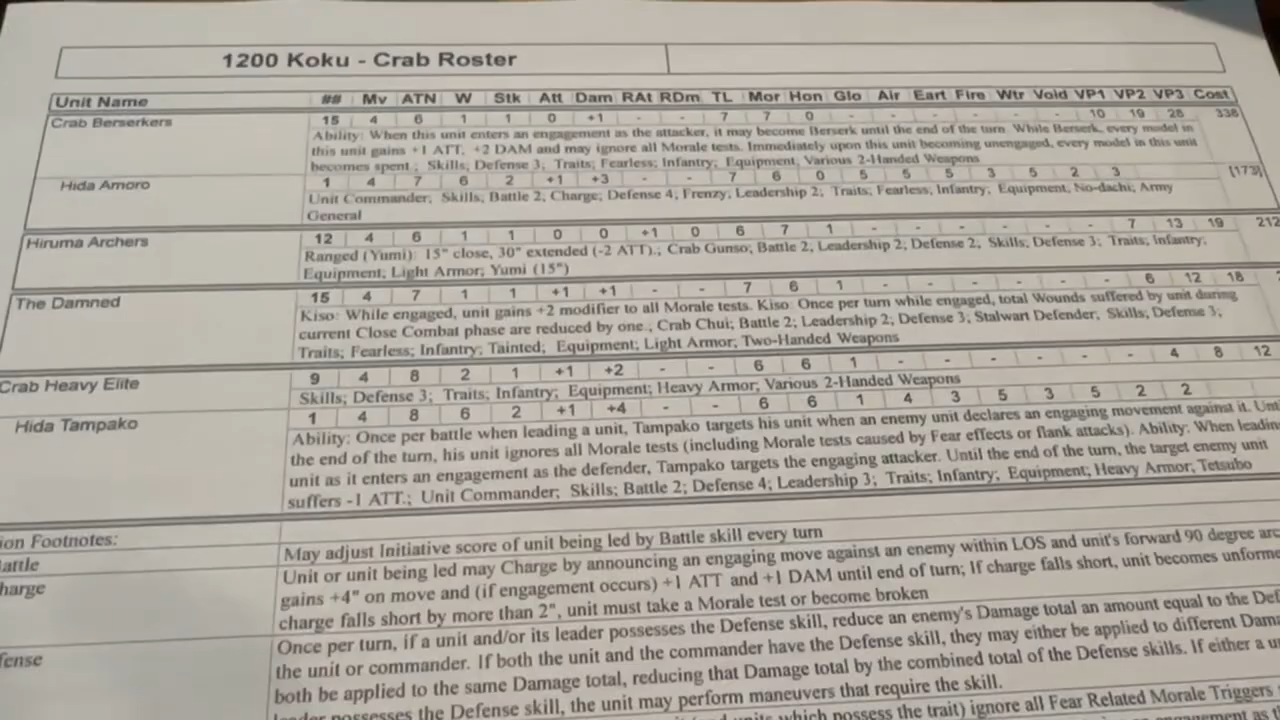 1200 Koku - Crab Roster
Unit Name ## Mv ATN W Stk Att Dam RAt RDm TL Mor Hon Glo Air Eart Fire Wtr Void VP1 VP2 VP3 Cost
Crab Berserkers 15 4 6 1 1 0 +1 - - 7 7 0 - - - - - - 10 19 28 338
Ability: When this unit enters an engagement as the attacker, it may become Berserk until the end of the turn. While Berserk, every model in
this unit gains +1 ATT, +2 DAM and may ignore all Morale tests. Immediately upon this unit becoming unengaged, every model in this unit
becomes spent.; Skills; Defense 3; Traits; Fearless; Infantry; Equipment; Various 2-Handed Weapons
Hida Amoro 1 4 7 6 2 +1 +3 - - 7 6 0 5 5 5 3 5 2 3 [173]
Unit Commander; Skills; Battle 2; Charge; Defense 4; Frenzy; Leadership 2; Traits; Fearless, Infantry; Equipment, No-dachi; Army
General
Hiruma Archers 12 4 6 1 1 0 0 +1 0 6 7 1 - - - - - - 7 13 19 212
Ranged (Yumi): 15" close, 30" extended (-2 ATT).; Crab Gunso; Battle 2; Leadership 2; Defense 2; Skills; Defense 3; Traits; Infantry;
Equipment; Light Armor; Yumi (15")
The Damned 15 4 7 1 1 +1 +1 - - 7 6 1 - - - - - - 6 12 18
Kiso: While engaged, unit gains +2 modifier to all Morale tests. Kiso: Once per turn while engaged, total Wounds suffered by unit during
current Close Combat phase are reduced by one.; Crab Chui; Battle 2; Leadership 2; Defense 3; Stalwart Defender; Skills; Defense 3;
Traits; Fearless; Infantry; Tainted; Equipment; Light Armor; Two-Handed Weapons
Crab Heavy Elite 9 4 8 2 1 +1 +2 - - 6 6 1 - - - - - - 4 8 12
Skills; Defense 3; Traits; Infantry; Equipment; Heavy Armor; Various 2-Handed Weapons
Hida Tampako 1 4 8 6 2 +1 +4 - - 6 6 1 4 3 5 3 5 2 2
Ability: Once per battle when leading a unit, Tampako targets his unit when an enemy unit declares an engaging movement against it. Unt
the end of the turn, his unit ignores all Morale tests (including Morale tests caused by Fear effects or flank attacks). Ability: When leadin
unit as it enters an engagement as the defender, Tampako targets the engaging attacker. Until the end of the turn, the target enemy unit
suffers -1 ATT.; Unit Commander; Skills; Battle 2; Defense 4; Leadership 3; Traits; Infantry; Equipment; Heavy Armor; Tetsubo
ion Footnotes:
attle May adjust Initiative score of unit being led by Battle skill every turn
harge Unit or unit being led may Charge by announcing an engaging move against an enemy within LOS and unit's forward 90 degree arc
gains +4" on move and (if engagement occurs) +1 ATT and +1 DAM until end of turn; If charge falls short, unit becomes unforme
charge falls short by more than 2", unit must take a Morale test or become broken
fense Once per turn, if a unit and/or its leader possesses the Defense skill, reduce an enemy's Damage total an amount equal to the Def
the unit or commander. If both the unit and the commander have the Defense skill, they may either be applied to different Dama
both be applied to the same Damage total, reducing that Damage total by the combined total of the Defense skills. If either a u
leader possesses the Defense skill, the unit may perform maneuvers that require the skill.
units which possess the trait) ignore all Fear Related Morale Triggers